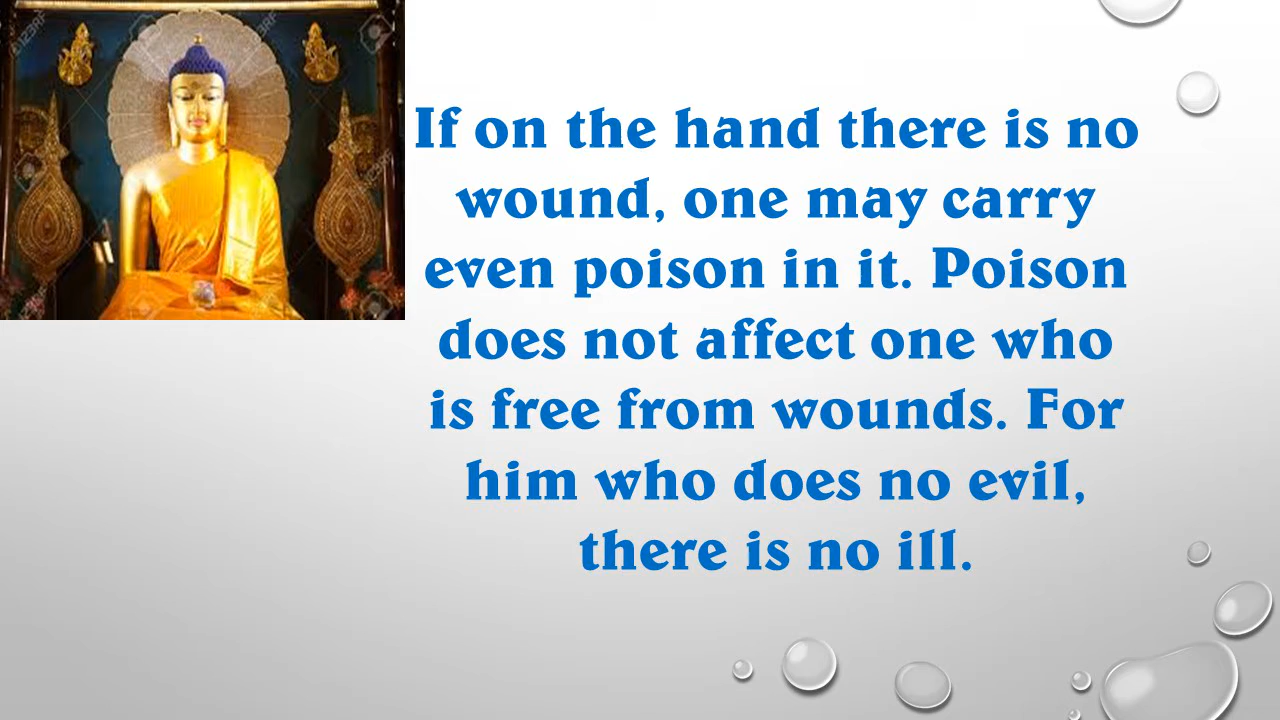 If on the hand there is no
wound, one may carry
even poison in it. Poison
does not affect one who
is free from wounds. For
him who does no evil,
there is no ill.
123RF